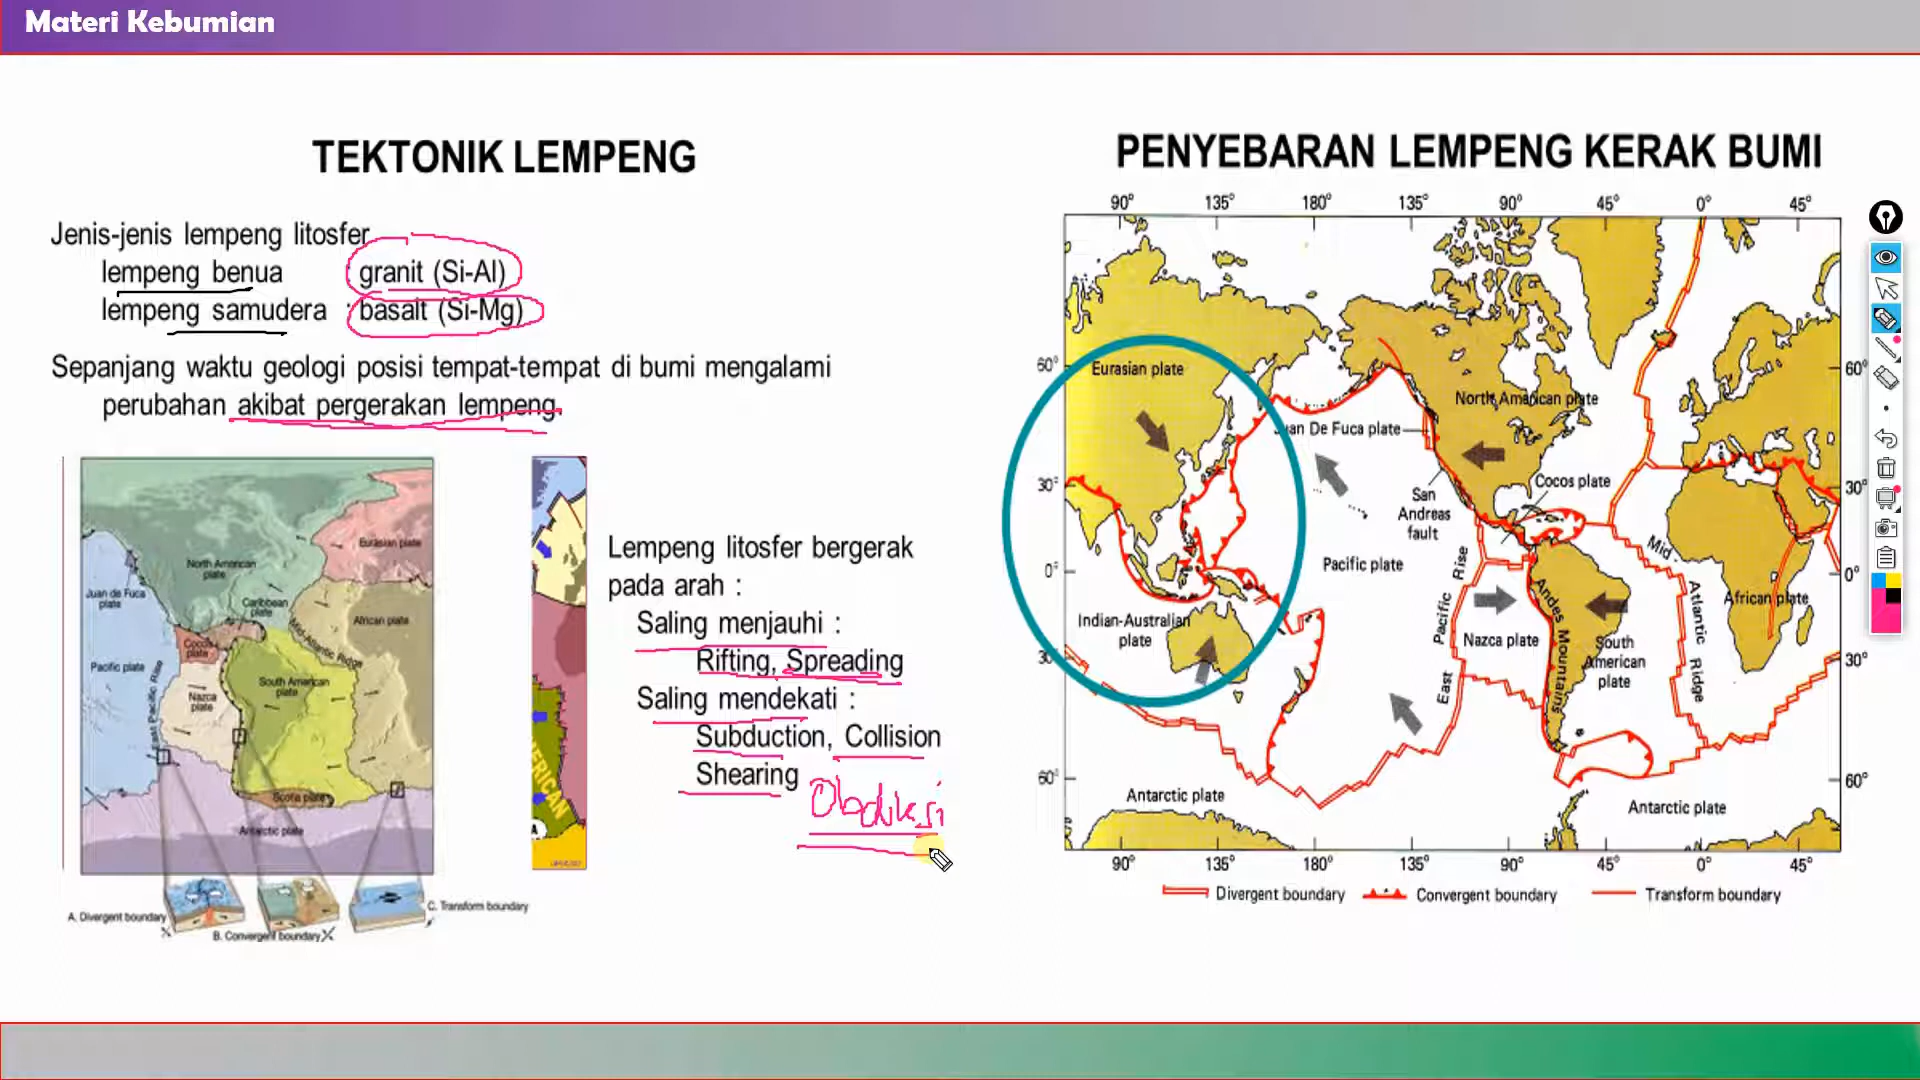 Materi Kebumian
TEKTONIK LEMPENG
Jenis-jenis lempeng litosfer
lempeng benua granit (Si-Al)
lempeng samudera : basalt (Si-Mg)
Sepanjang waktu geologi posisi tempat-tempat di bumi mengalami
perubahan akibat pergerakan lempeng.
North American
plate
Eurasian plate
Juan de Fuca
plate
Caribbean
plate
African plate
Mid-Atlantic Ridge
Cocos
plate
Pacific plate
East Pacific Rise
South American
plate
Nazca
plate
Scotia plate
Antarctic plate
A. Divergent boundary
B. Convergent boundary
C. Transform boundary
ERICAN
A
Lempeng litosfer bergerak
pada arah :
Saling menjauhi :
Rifting, Spreading
Saling mendekati :
Subduction, Collision
Shearing
Obdiksi
PENYEBARAN LEMPENG KERAK BUMI
90° 135° 180° 135° 90° 45° 0° 45°
60° 60°
30° 30°
0° 0°
30 30°
60° 60°
Eurasian plate
North American plate
Juan De Fuca plate
Cocos plate
San
Andreas
fault
Pacific plate
Mid
Atlantic
Ridge
African plate
Indian-Australian
plate
East Pacific Rise
Nazca plate
Andes Mountains
South
American
plate
Antarctic plate
Antarctic plate
90° 135° 180° 135° 90° 45° 0° 45°
Divergent boundary Convergent boundary Transform boundary